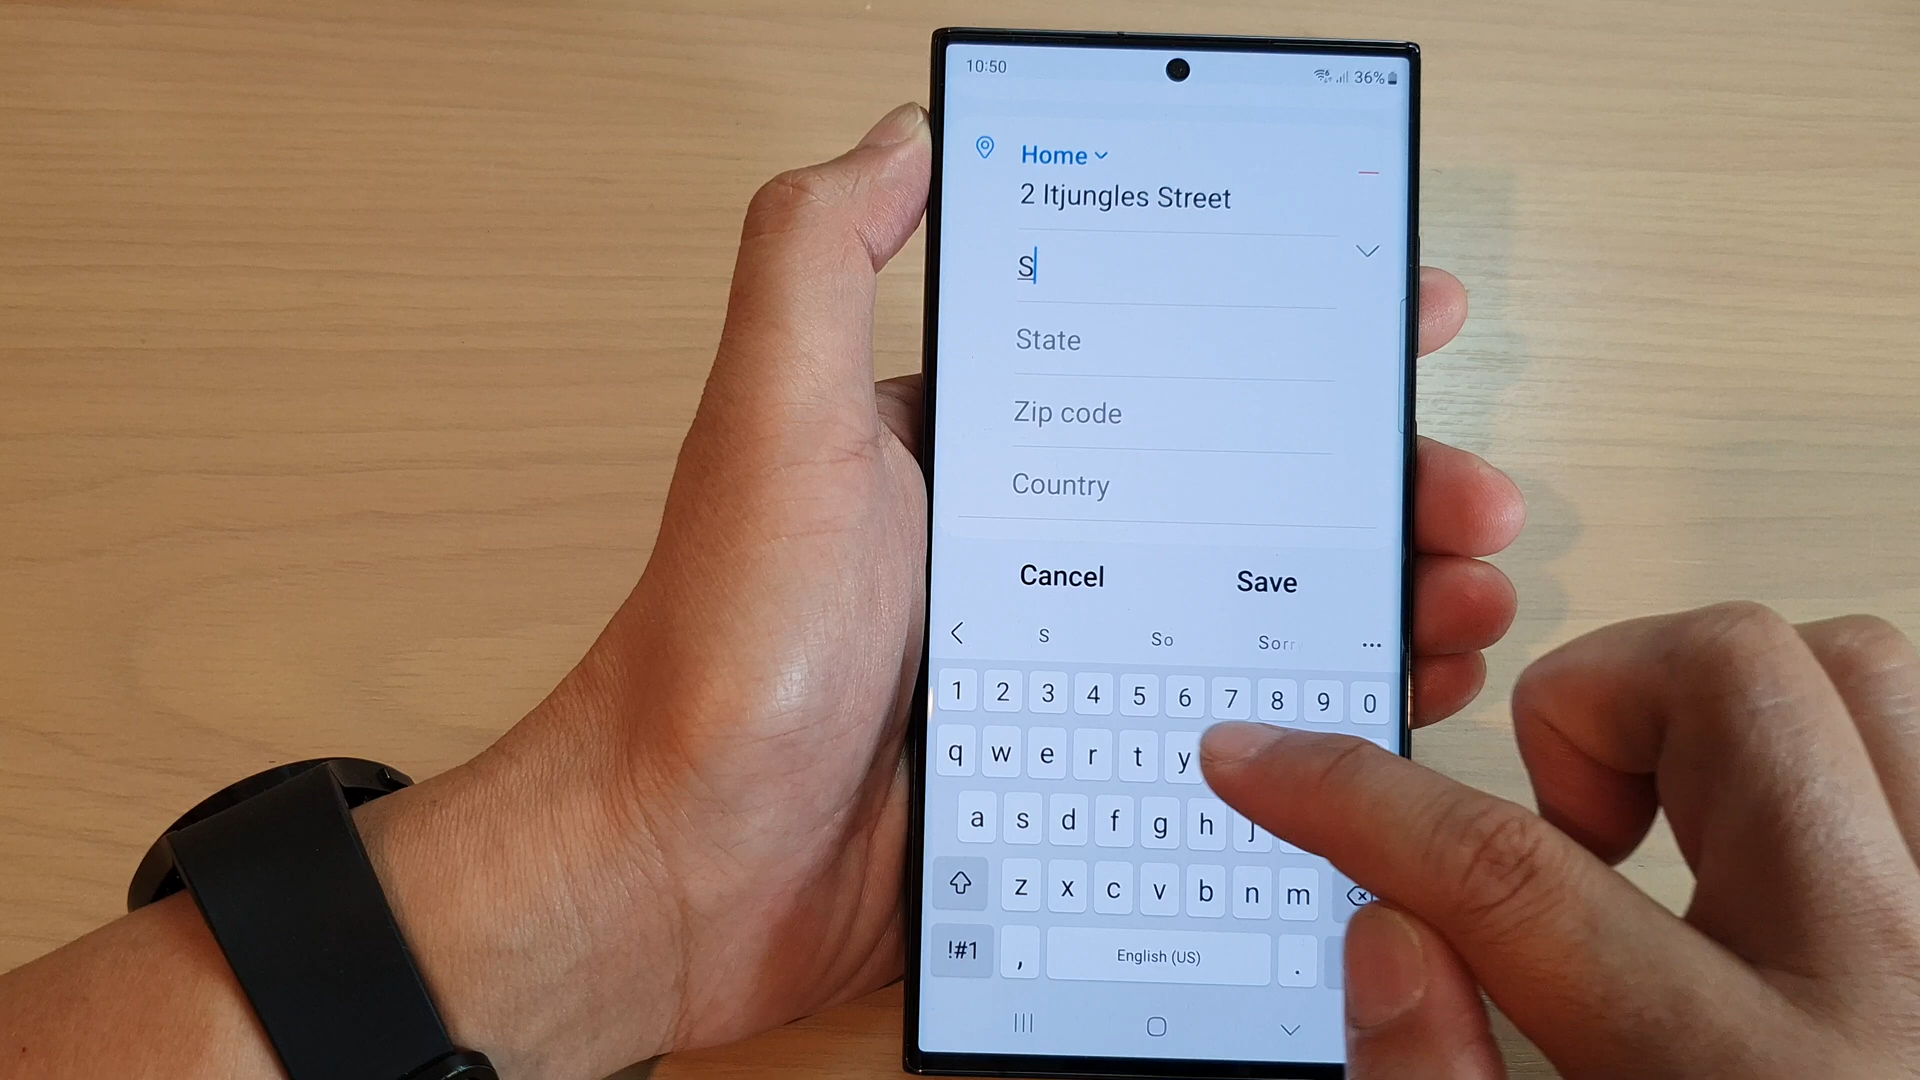 10:50 36%
Home
2 Itjungles Street
S
State
Zip code
Country
Cancel Save
S So Sorr ...
1 2 3 4 5 6 7 8 9 0
q w e r t y
a s d f g h j
z x c v b n m
!#1 , English (US) .